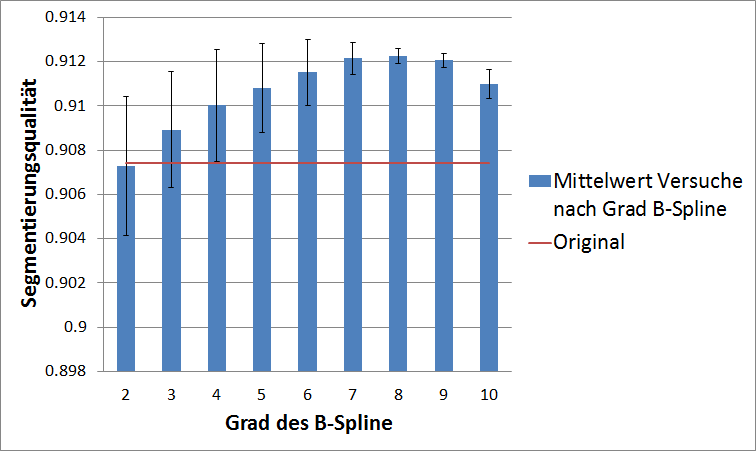 0.914
0.912
0.91
0.908
0.906
0.904
0.902
0.9
0.898
Segmentierungsqualität
2 3 4 5 6 7 8 9 10
Grad des B-Spline
Mittelwert Versuche
nach Grad B-Spline
Original